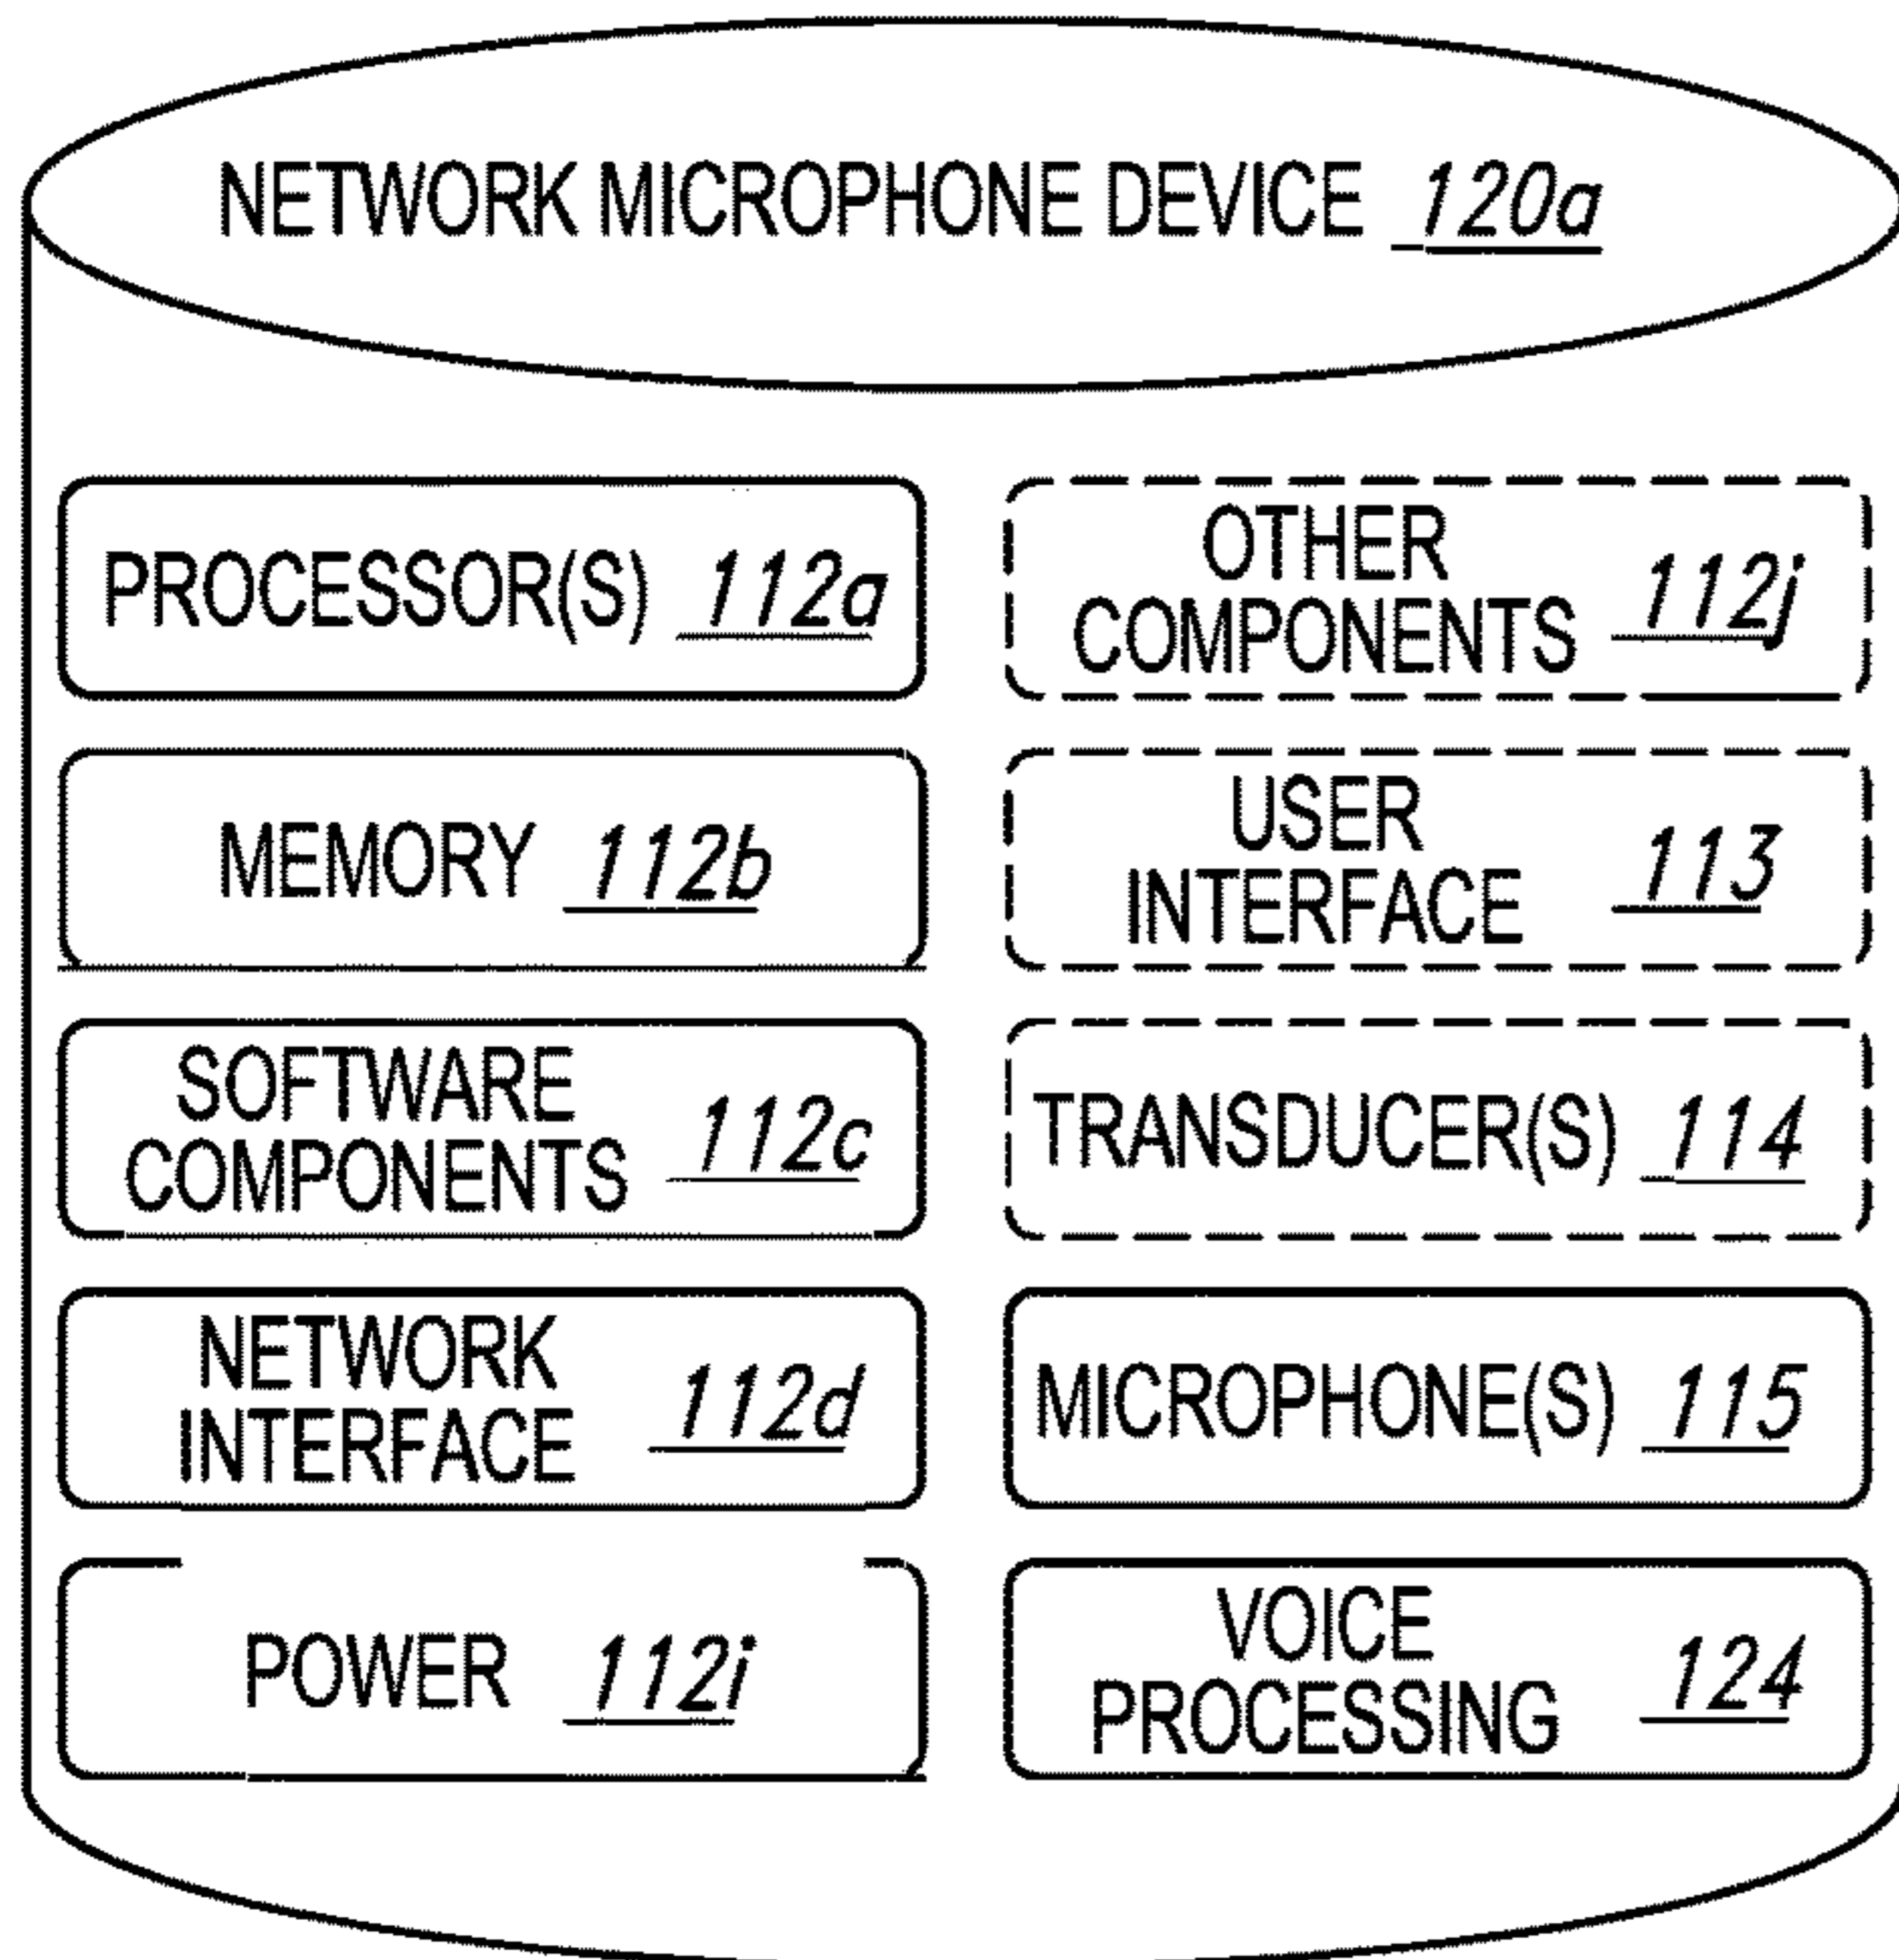 NETWORK MICROPHONE DEVICE 120a
PROCESSOR(S) 112a
MEMORY 112b
SOFTWARE
COMPONENTS 112c
NETWORK
INTERFACE 112d
POWER 112i
OTHER
COMPONENTS 112j
USER
INTERFACE 113
TRANSDUCER(S) 114
MICROPHONE(S) 115
VOICE
PROCESSING 124